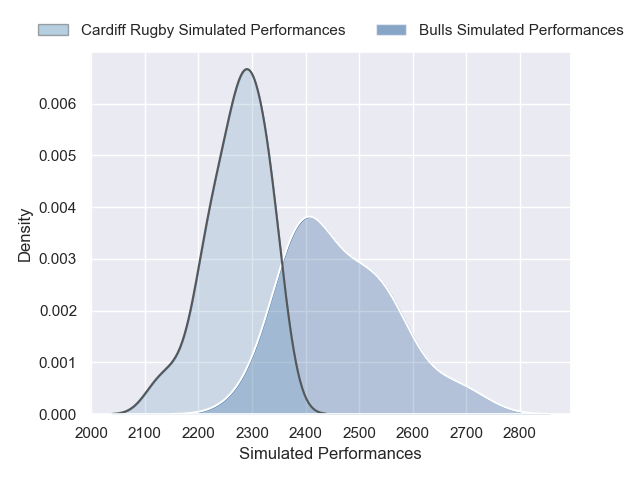 Cardiff Rugby Simulated Performances
Bulls Simulated Performances
0.006
0.005
0.004
0.003
0.002
0.001
0.000
Density
2000 2100 2200 2300 2400 2500 2600 2700 2800
Simulated Performances